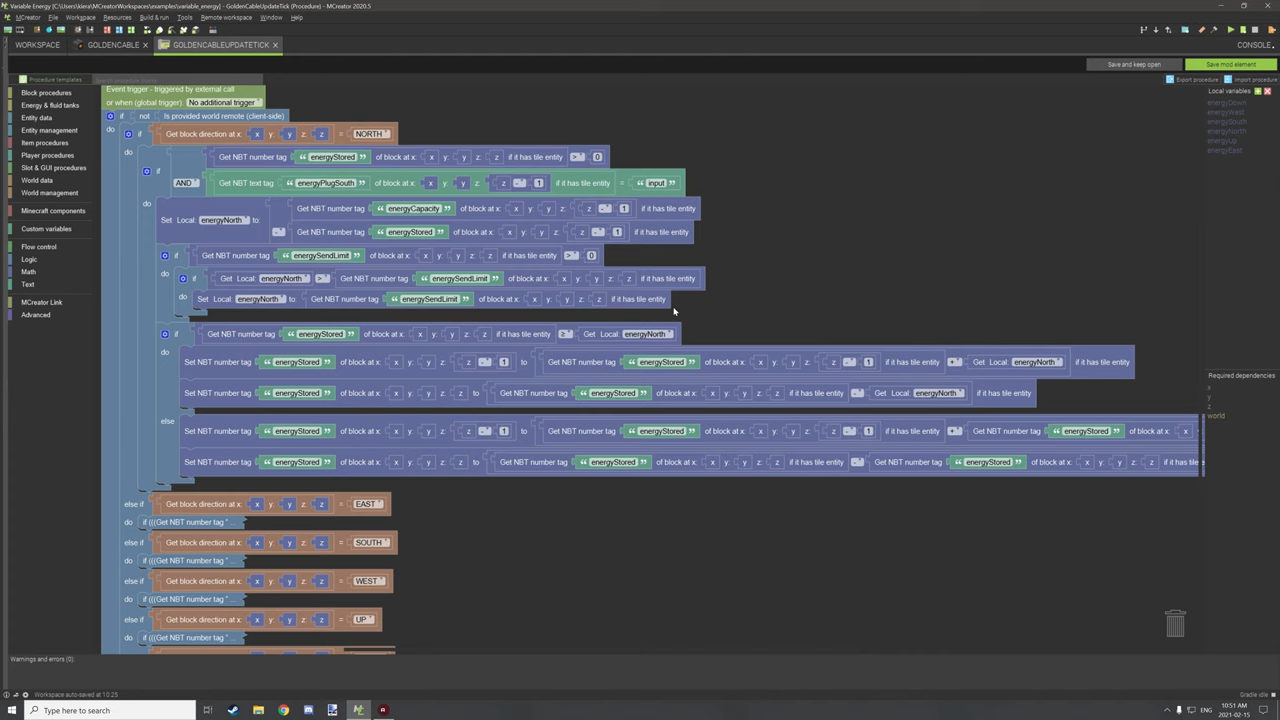 Variable Energy [C:\Users\kiera\MCreatorWorkspaces\examples\variable_energy] - GoldenCableUpdateTick (Procedure) - MCreator 2020.5
MCreator File Workspace Resources Build & run Tools Remote workspace Window Help
WORKSPACE GOLDENCABLE × GOLDENCABLEUPDATETICK × CONSOLE
Save and keep open Save mod element
Procedure templates Search procedure blocks Export procedure Import procedure
Event trigger - triggered by external call
or when (global trigger) No additional trigger
Block procedures
Energy & fluid tanks
Entity data
Entity management
Item procedures
Player procedures
Slot & GUI procedures
World data
World management
Minecraft components
Custom variables
Flow control
Logic
Math
Text
MCreator Link
Advanced
if not Is provided world remote (client-side)
do if Get block direction at x: x y: y z: z = NORTH
do if Get NBT number tag “ energyStored ” of block at x: x y: y z: z if it has tile entity > 0
AND Get NBT text tag “ energyPlugSouth ” of block at x: x y: y z: z - 1 if it has tile entity = “ input ”
do Set Local: energyNorth to: Get NBT number tag “ energyCapacity ” of block at x: x y: y z: z - 1 if it has tile entity
- Get NBT number tag “ energyStored ” of block at x: x y: y z: z - 1 if it has tile entity
if Get NBT number tag “ energySendLimit ” of block at x: x y: y z: z if it has tile entity > 0
do if Get Local: energyNorth > Get NBT number tag “ energySendLimit ” of block at x: x y: y z: z if it has tile entity
do Set Local: energyNorth to: Get NBT number tag “ energySendLimit ” of block at x: x y: y z: z if it has tile entity
if Get NBT number tag “ energyStored ” of block at x: x y: y z: z if it has tile entity ≥ Get Local: energyNorth
do Set NBT number tag “ energyStored ” of block at x: x y: y z: z - 1 to Get NBT number tag “ energyStored ” of block at x: x y: y z: z - 1 if it has tile entity + Get Local: energyNorth if it has tile entity
Set NBT number tag “ energyStored ” of block at x: x y: y z: z to Get NBT number tag “ energyStored ” of block at x: x y: y z: z if it has tile entity - Get Local: energyNorth if it has tile entity
else Set NBT number tag “ energyStored ” of block at x: x y: y z: z - 1 to Get NBT number tag “ energyStored ” of block at x: x y: y z: z - 1 if it has tile entity + Get NBT number tag “ energyStored ” of block at x: x
Set NBT number tag “ energyStored ” of block at x: x y: y z: z to Get NBT number tag “ energyStored ” of block at x: x y: y z: z if it has tile entity - Get NBT number tag “ energyStored ” of block at x: x y: y z: z if it has tile e
else if Get block direction at x: x y: y z: z = EAST
do if (((Get NBT number tag " ...
else if Get block direction at x: x y: y z: z = SOUTH
do if (((Get NBT number tag " ...
else if Get block direction at x: x y: y z: z = WEST
do if (((Get NBT number tag " ...
else if Get block direction at x: x y: y z: z = UP
do if (((Get NBT number tag " ...
Local variables
energyDown
energyWest
energySouth
energyNorth
energyUp
energyEast
Required dependencies
x
y
z
world
Warnings and errors (0)
Workspace auto-saved at 10:25 Gradle idle
Type here to search ENG 10:51 AM
2021-02-15